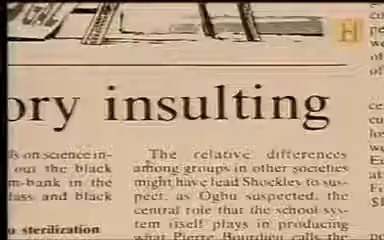 H
ory insulting
on science in-
out the black
m-bank in the
lass and black
sterilization
The relative differences
among groups in other societies
might have lead Shockley to sus-
pect, as Ogbu suspected, the
central role that the school sys-
tem itself plays in producing
what Pierre Bourdieu calls the